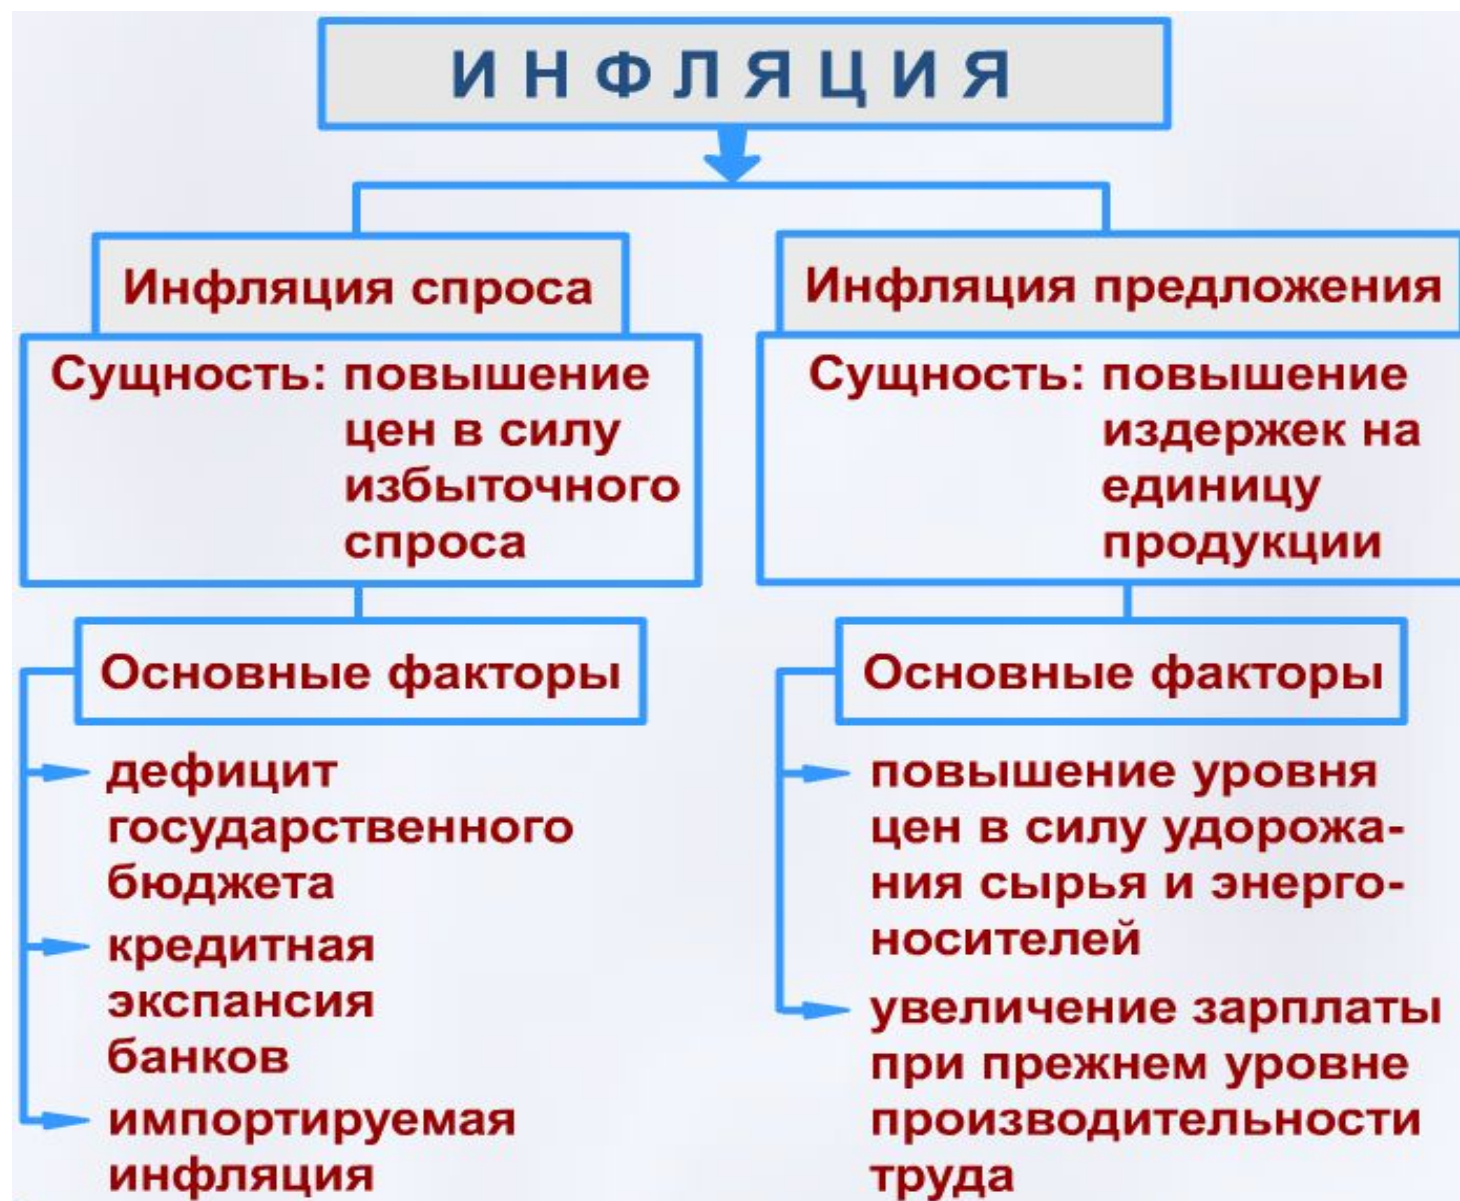 ИНФЛЯЦИЯ
Инфляция спроса
Сущность: повышение
цен в силу
избыточного
спроса
Основные факторы
дефицит
государственного
бюджета
кредитная
экспансия
банков
импортируемая
инфляция
Инфляция предложения
Сущность: повышение
издержек на
единицу
продукции
Основные факторы
повышение уровня
цен в силу удорожа-
ния сырья и энерго-
носителей
увеличение зарплаты
при прежнем уровне
производительности
труда